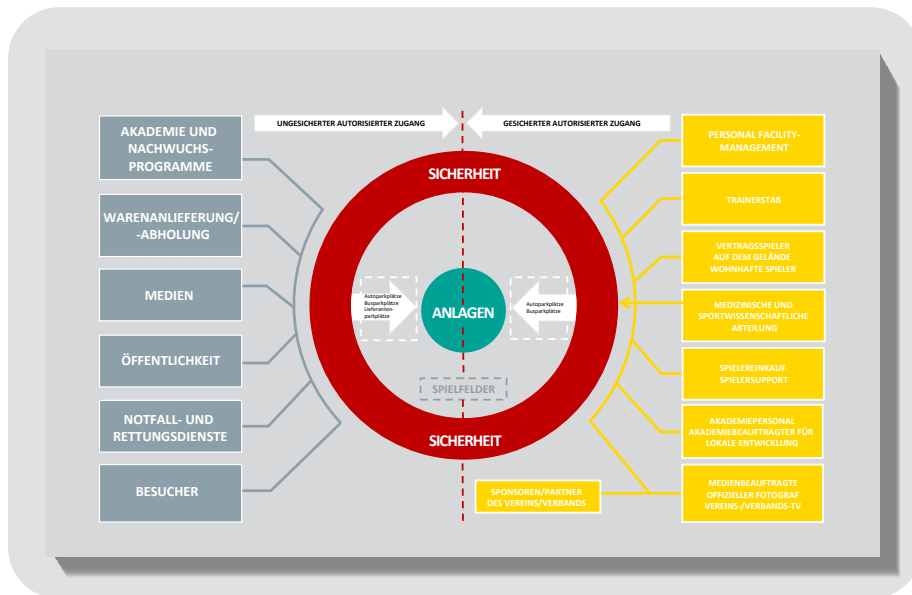 UNGESICHERTER AUTORISIERTER ZUGANG
GESICHERTER AUTORISIERTER ZUGANG
AKADEMIE UND
NACHWUCHS-
PROGRAMME
WARENANLIEFERUNG/
-ABHOLUNG
MEDIEN
ÖFFENTLICHKEIT
NOTFALL- UND
RETTUNGSDIENSTE
BESUCHER
SICHERHEIT
Autoparkplätze
Busparkplätze
Lieferanten-
parkplätze
ANLAGEN
Autoparkplätze
Busparkplätze
SPIELFELDER
SICHERHEIT
SPONSOREN/PARTNER
DES VEREINS/VERBANDS
PERSONAL FACILITY-
MANAGEMENT
TRAINERSTAB
VERTRAGSSPIELER
AUF DEM GELÄNDE
WOHNHAFTE SPIELER
MEDIZINISCHE UND
SPORTWISSENSCHAFTLICHE
ABTEILUNG
SPIELEREINKAUF
SPIELERSUPPORT
AKADEMIEPERSONAL
AKADEMIEBEAUFTRAGTER FÜR
LOKALE ENTWICKLUNG
MEDIENBEAUFTRAGTE
OFFIZELLER FOTOGRAF
VEREINS-/VERBANDS-TV